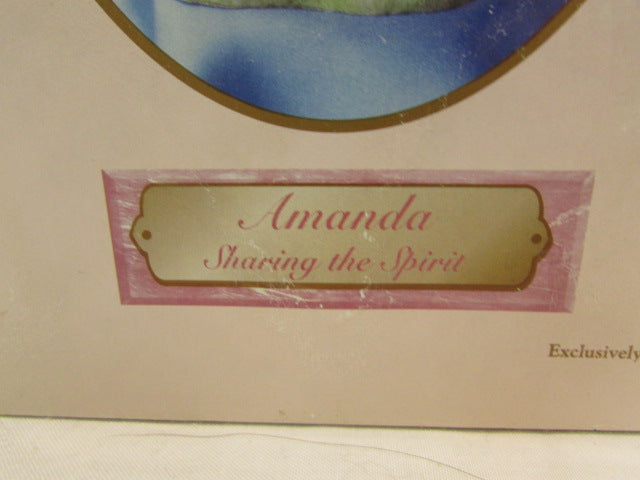 Amanda
Sharing the Spirit
Exclusively